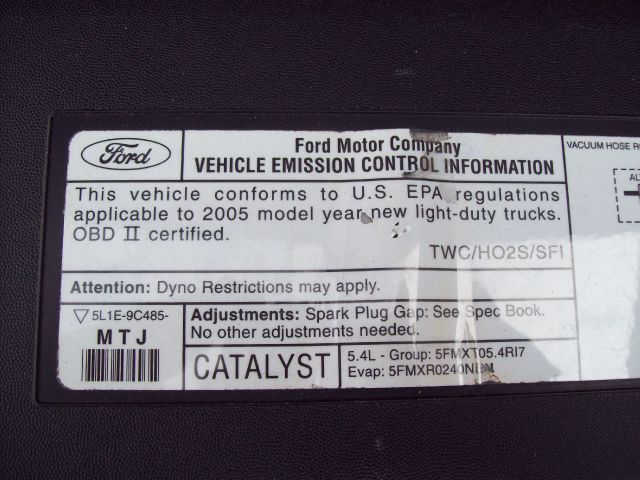 Ford
Ford Motor Company
VEHICLE EMISSION CONTROL INFORMATION
VACUUM HOSE
This vehicle conforms to U.S. EPA regulations
applicable to 2005 model year new light-duty trucks.
OBD II certified.
TWC/HO2S/SFI
Attention: Dyno Restrictions may apply.
▽ 5L1E-9C485-
MTJ
Adjustments: Spark Plug Gap: See Spec Book.
No other adjustments needed.
CATALYST
5.4L - Group: 5FMXT05.4RI7
Evap: